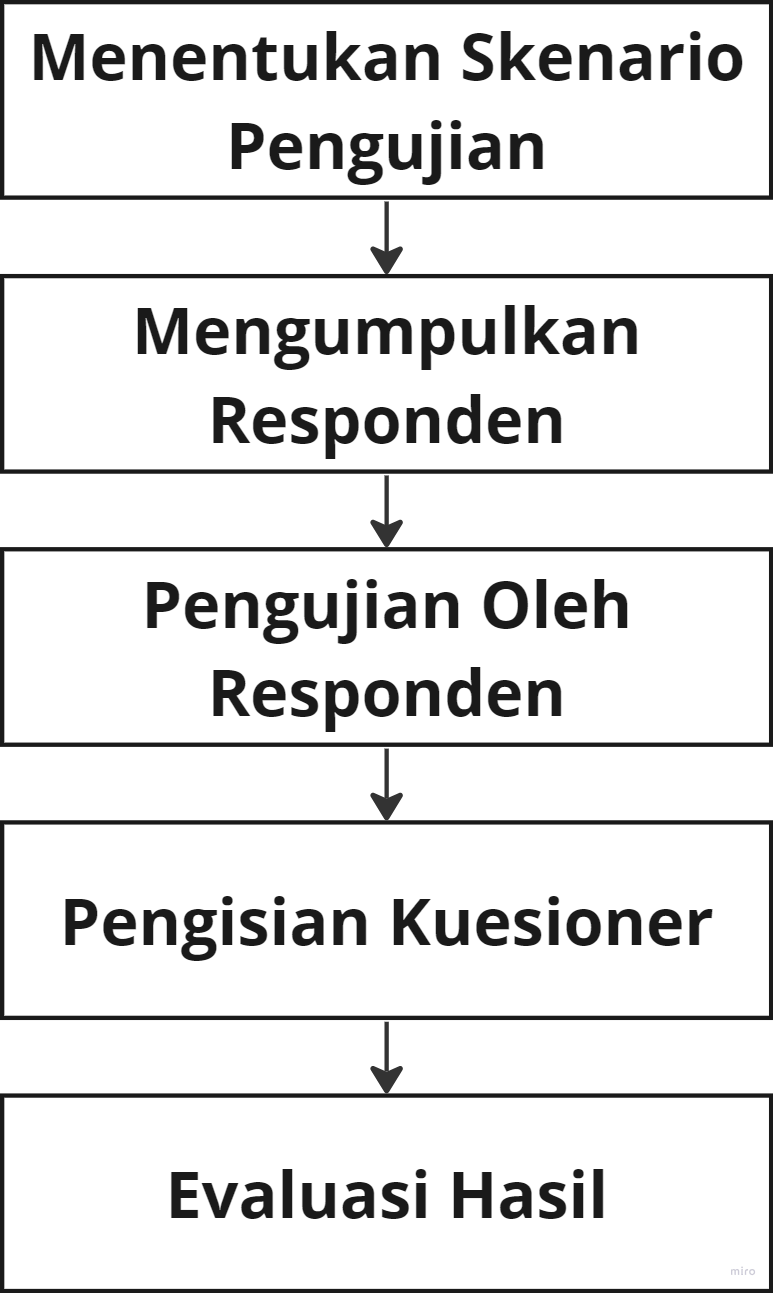 Menentukan Skenario
Pengujian
Mengumpulkan
Responden
Pengujian Oleh
Responden
Pengisian Kuesioner
Evaluasi Hasil
miro